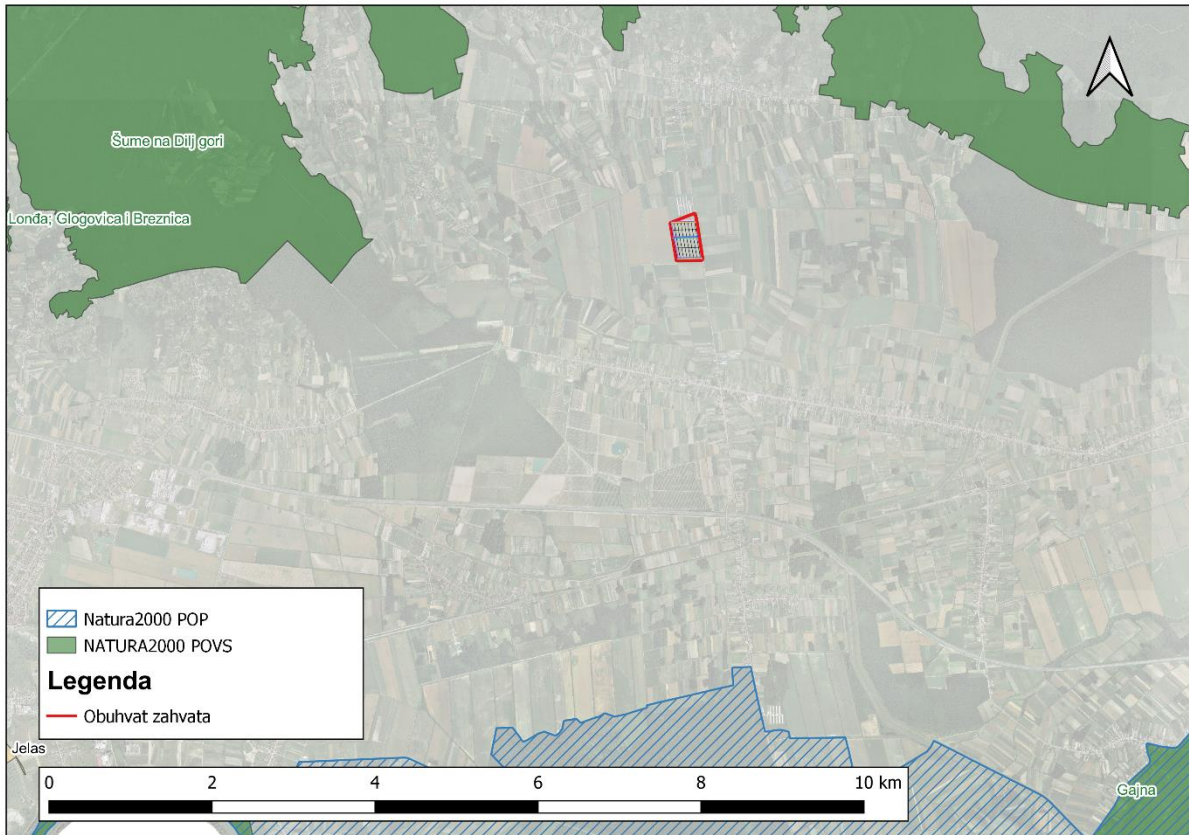 Šume na Dilj gori
Lonđa; Glogovica i Breznica
Natura2000 POP
NATURA2000 POVS
Legenda
Obuhvat zahvata
Jelas
0 2 4 6 8 10 km
Gajna